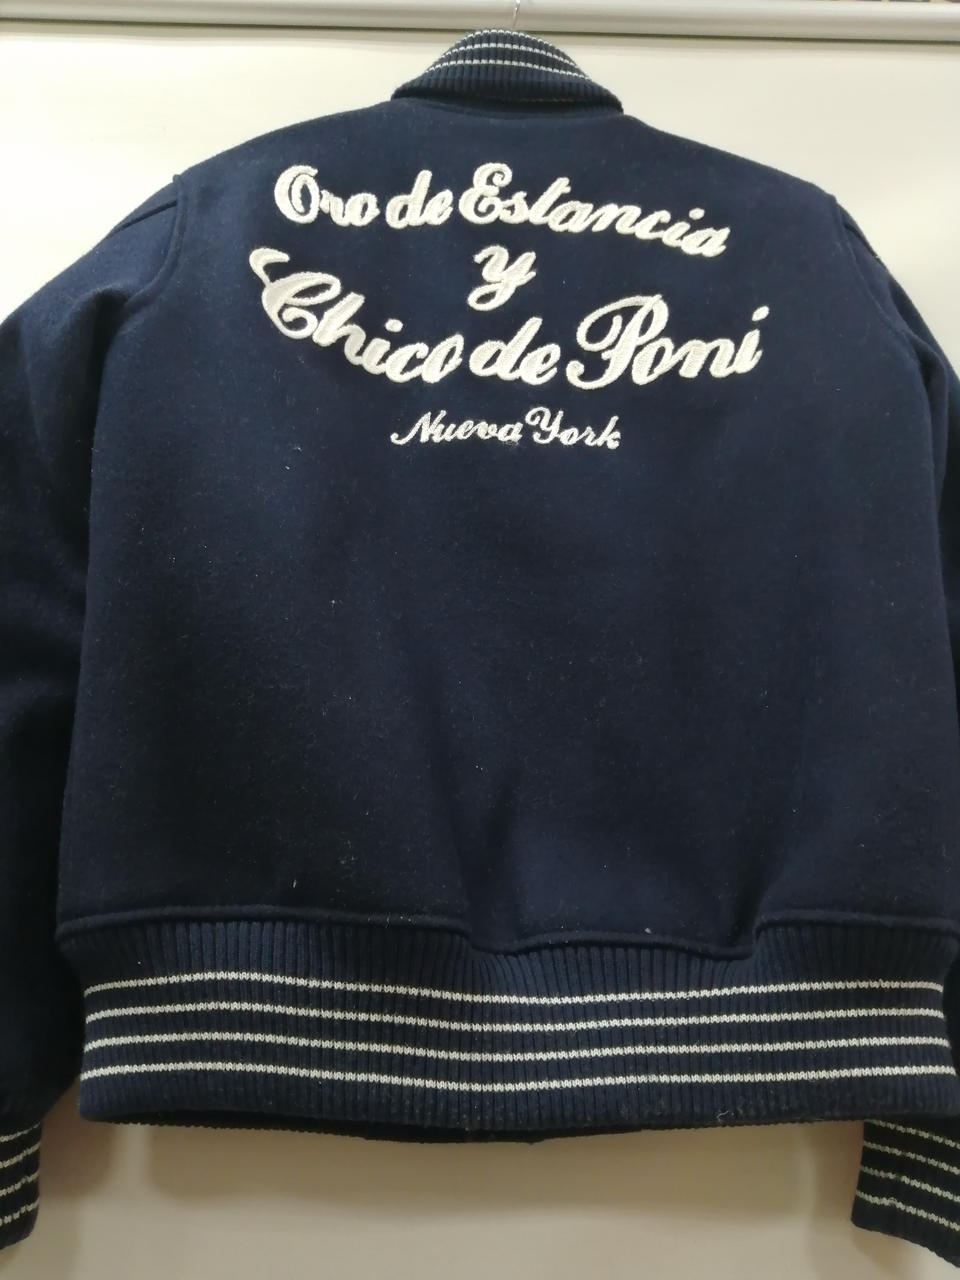 Oro de Estancia
y
Chico de Poni
Nueva York